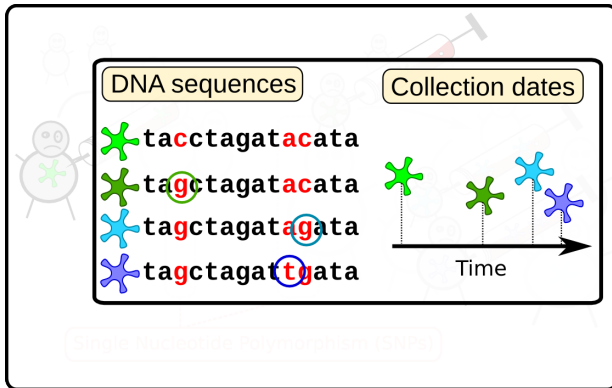 DNA sequences
Collection dates
tacctagatacata
tagctagatacata
tagctagatagata
tagctagattgata
Time
Single Nucleotide Polymorphism (SNPs)